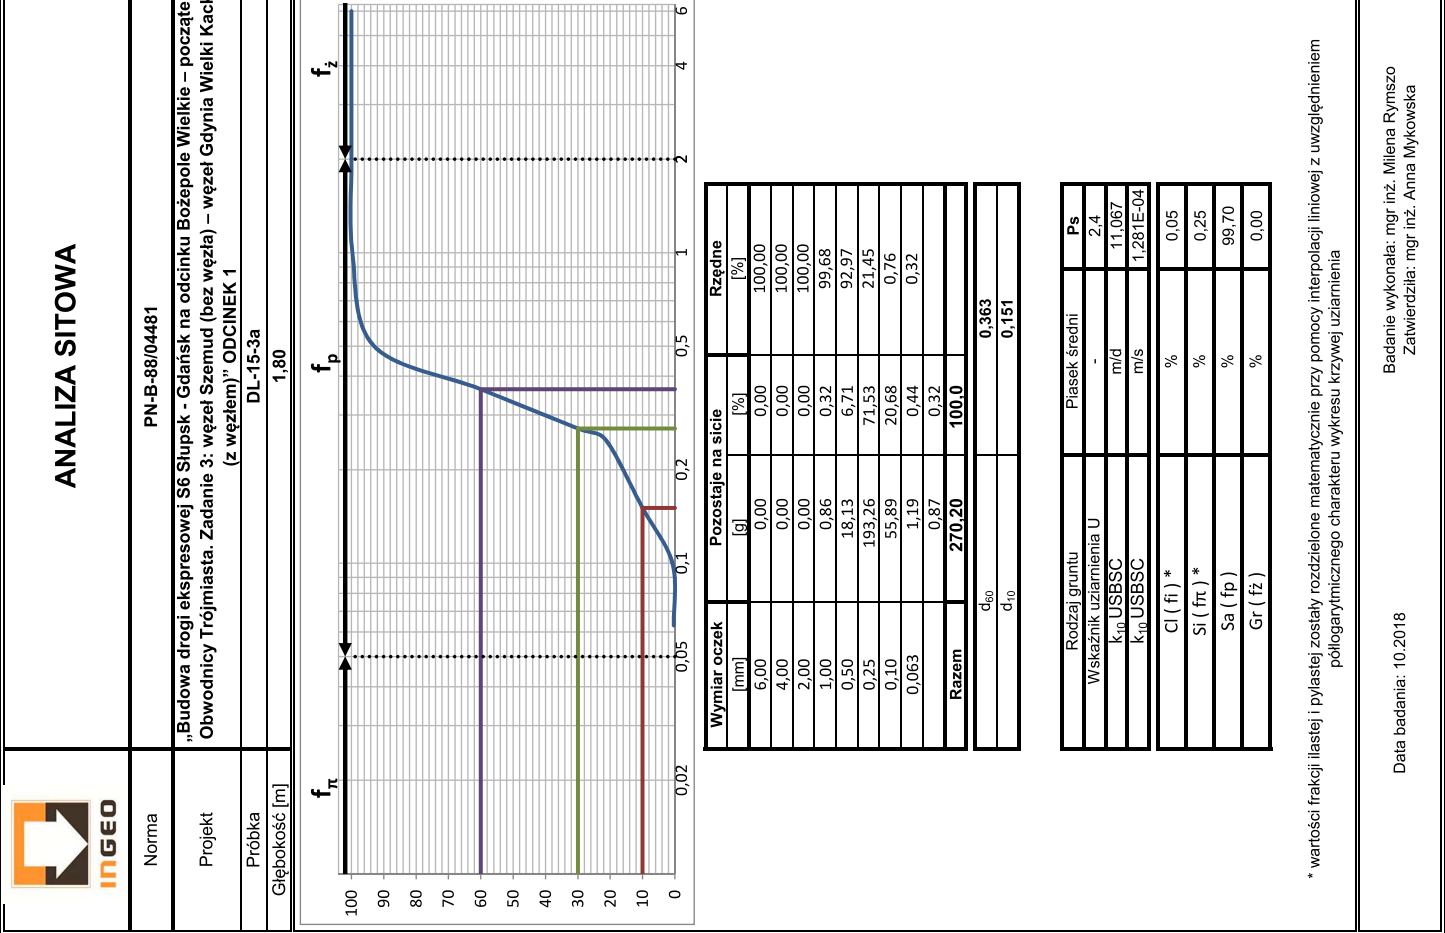 inGEO
ANALIZA SITOWA
Norma PN-B-88/04481
Projekt „Budowa drogi ekspresowej S6 Słupsk - Gdańsk na odcinku Bożepole Wielkie – począte
Obwodnicy Trójmiasta. Zadanie 3: węzeł Szemud (bez węzła) – węzeł Gdynia Wielki Kack
(z węzłem)” ODCINEK 1
Próbka DL-15-3a
Głębokość [m] 1,80
fπ fp fż
100
90
80
70
60
50
40
30
20
10
0
0,02 0,05 0,1 0,2 0,5 1 2 4 6
Wymiar oczek Pozostaje na sicie Rzędne
[mm] [g] [%] [%]
6,00 0,00 0,00 100,00
4,00 0,00 0,00 100,00
2,00 0,00 0,00 100,00
1,00 0,86 0,32 99,68
0,50 18,13 6,71 92,97
0,25 193,26 71,53 21,45
0,10 55,89 20,68 0,76
0,063 1,19 0,44 0,32
0,87 0,32
Razem 270,20 100,0
d60 0,363
d10 0,151
Rodzaj gruntu Piasek średni Ps
Wskaźnik uziarnienia U - 2,4
k10 USBSC m/d 11,067
k10 USBSC m/s 1,281E-04
Cl ( fi ) * % 0,05
Si ( fπ ) * % 0,25
Sa ( fp ) % 99,70
Gr ( fż ) % 0,00
* wartości frakcji ilastej i pylastej zostały rozdzielone matematycznie przy pomocy interpolacji liniowej z uwzględnieniem
półlogarytmicznego charakteru wykresu krzywej uziarnienia
Data badania: 10.2018
Badanie wykonała: mgr inż. Milena Rymszo
Zatwierdziła: mgr inż. Anna Mykowska